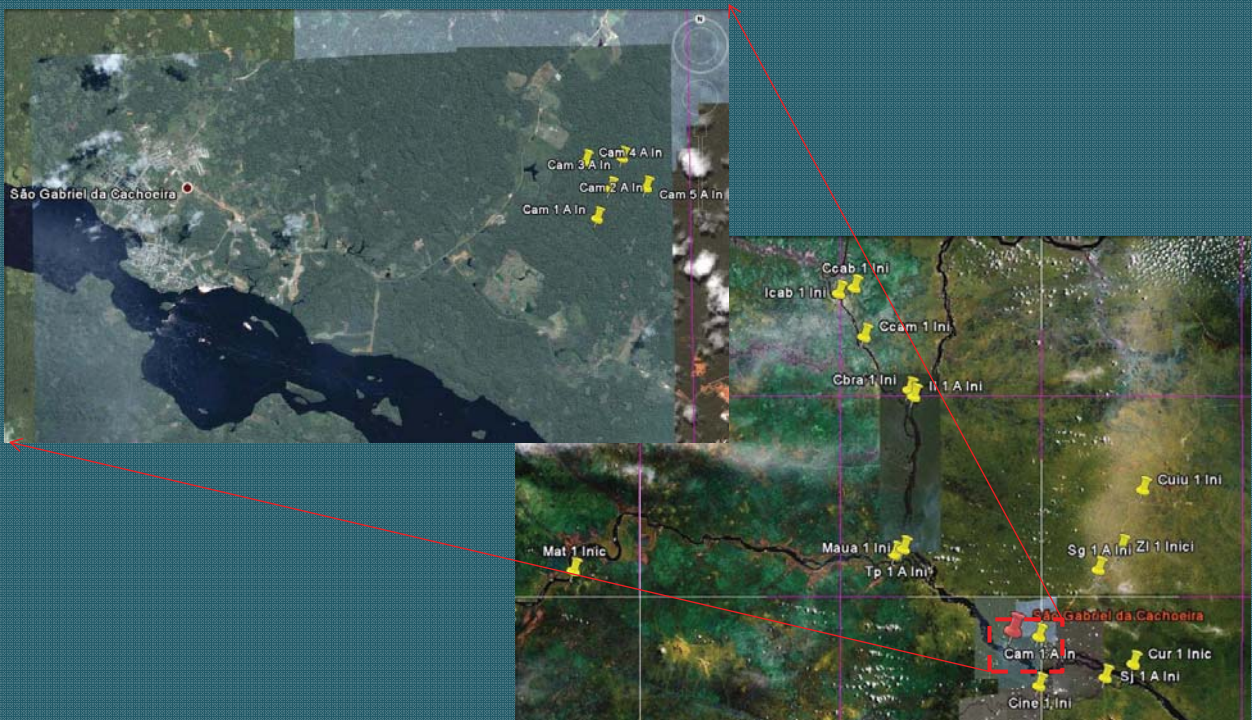 N
Cam 4 A In
Cam 3 A In
Cam 2 A In
São Gabriel da Cachoeira
Cam 5 A In
Cam 1 A In
Ccab 1 Ini
Icab 1 Ini
Ccam 1 Ini
Cbra 1 Ini
1 A Ini
Cuiu 1 Ini
Maua 1 Ini
Mat 1 Inic
Sg 1 A Ini
Zl 1 Inici
Tp 1 A Ini
São Gabriel da Cachoeira
Cam 1 A In
Cur 1 Inic
Sj 1 A Ini
Cine 1 Ini